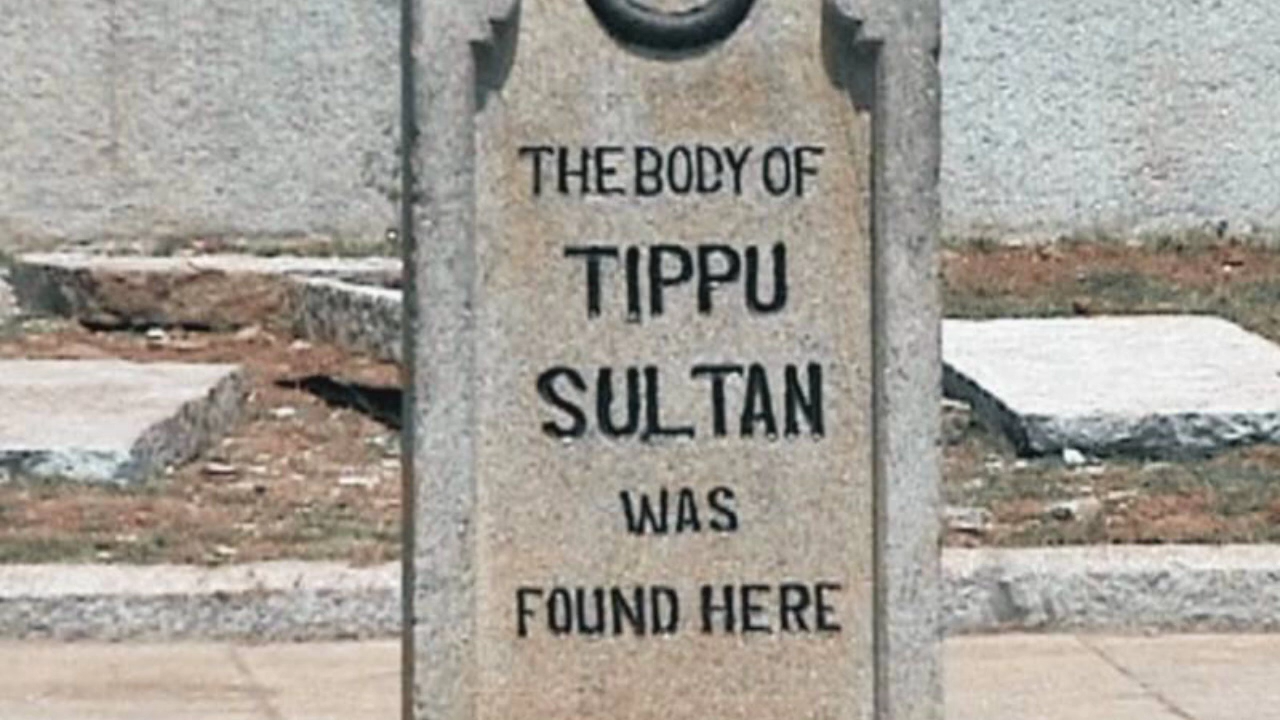 THE BODY OF
TIPPU
SULTAN
WAS
FOUND HERE